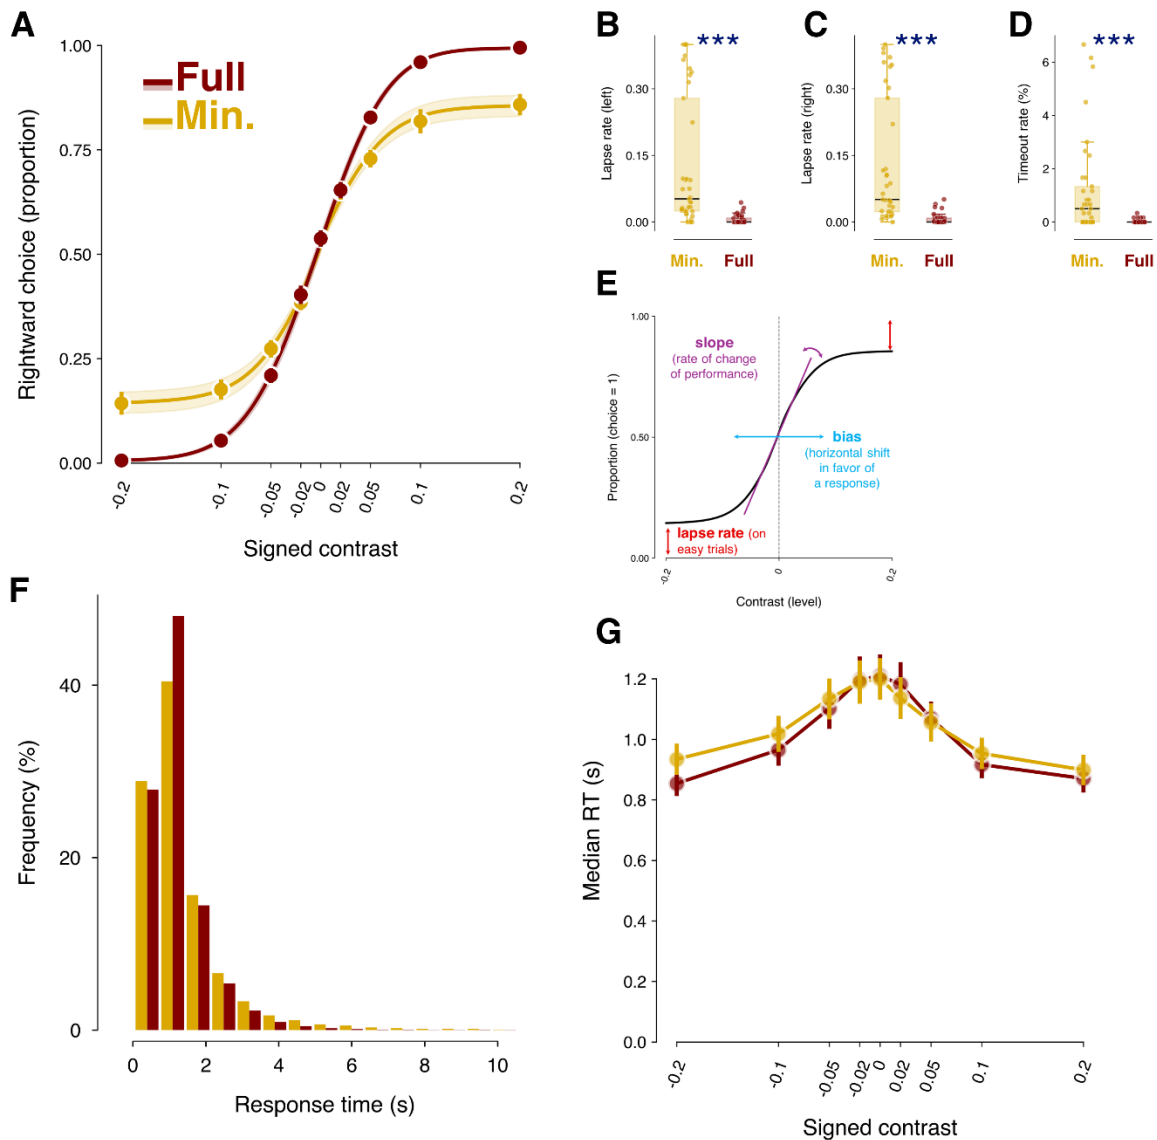 A
Rightward choice (proportion)
1.00
0.75
0.50
0.25
0.00
Full
Min.
-0.2
-0.1
-0.05
-0.02
0
0.02
0.05
0.1
0.2
Signed contrast
B
***
Lapse rate (left)
0.30
0.15
0.00
Min.
Full
C
***
Lapse rate (right)
0.30
0.15
0.00
Min.
Full
D
***
Timeout rate (%)
6
4
2
0
Min.
Full
E
Proportion (choice = 1)
1.00
0.50
0.00
slope
(rate of change
of performance)
bias
(horizontal shift
in favor of
a response)
lapse rate (on
easy trials)
-0.2
0
0.2
Contrast (level)
F
Frequency (%)
40
20
0
0
2
4
6
8
10
Response time (s)
G
Median RT (s)
1.2
1.0
0.8
0.6
0.4
0.2
0.0
-0.2
-0.1
-0.05
-0.02
0
0.02
0.05
0.1
0.2
Signed contrast